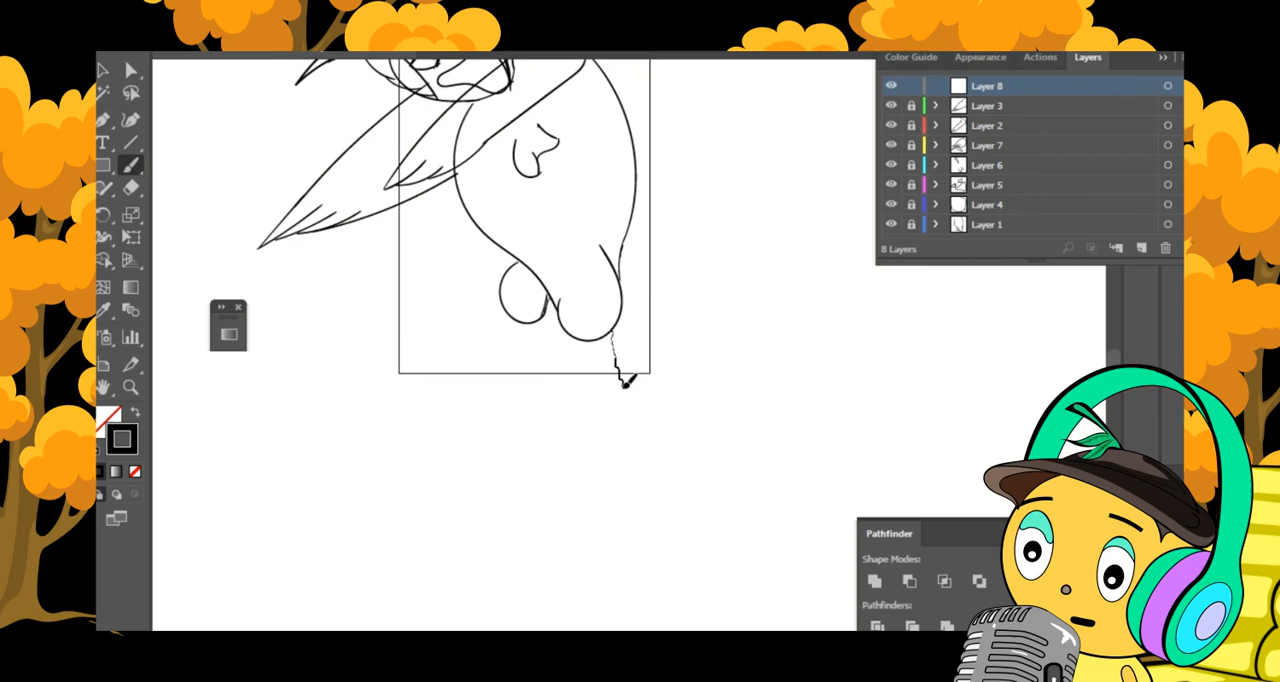 Color Guide Appearance Actions Layers
Layer 8
Layer 3
Layer 2
Layer 7
Layer 6
Layer 5
Layer 4
Layer 1
8 Layers
Pathfinder
Shape Modes:
Pathfinders: